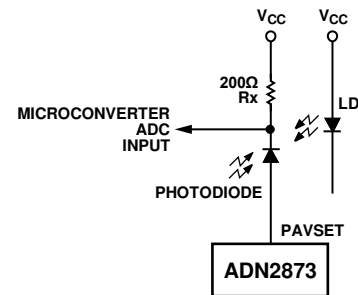 VCC
VCC
200Ω
Rx
MICROCONVERTER
ADC
INPUT
LD
PHOTODIODE
PAVSET
ADN2873